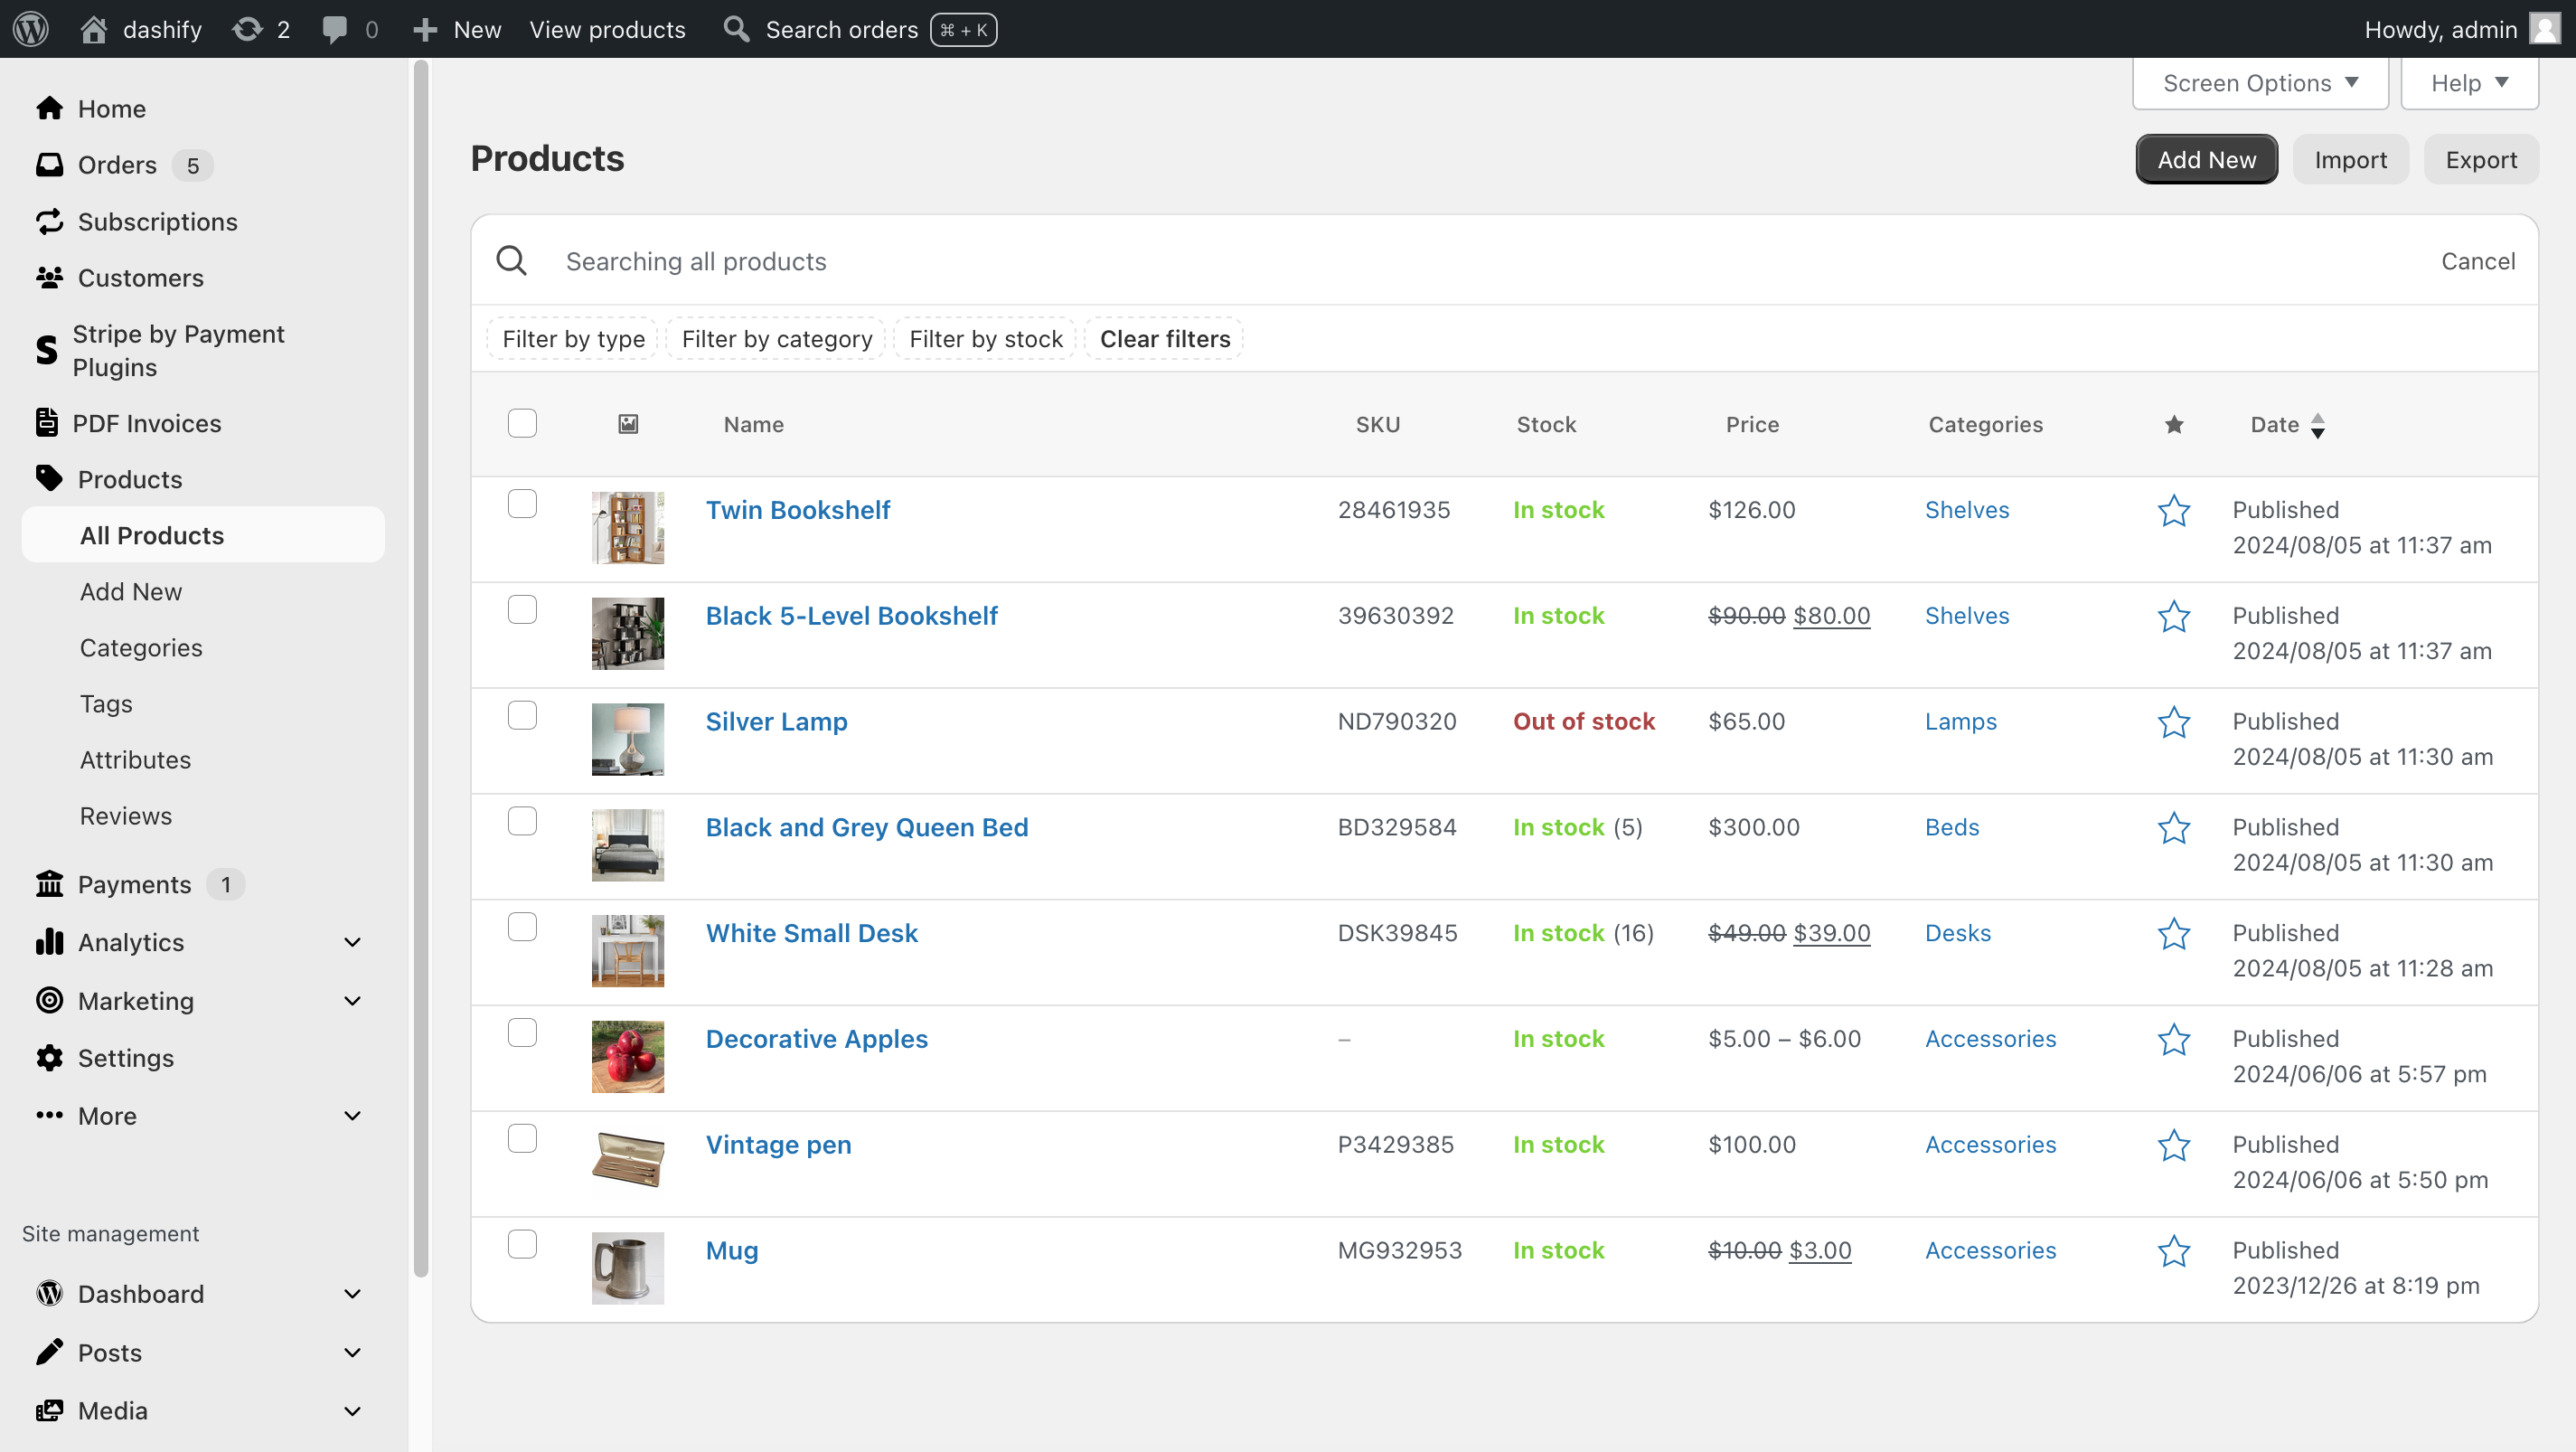 dashify 2 0 New View products Search orders ⌘ + K Howdy, admin
Screen Options ▼ Help ▼
Home
Orders 5
Subscriptions
Customers
Stripe by Payment
Plugins
PDF Invoices
Products
All Products
Add New
Categories
Tags
Attributes
Reviews
Payments 1
Analytics
Marketing
Settings
More
Site management
Dashboard
Posts
Media
Products
Add New Import Export
Searching all products Cancel
Filter by type Filter by category Filter by stock Clear filters
Name SKU Stock Price Categories Date
Twin Bookshelf 28461935 In stock $126.00 Shelves Published
2024/08/05 at 11:37 am
Black 5-Level Bookshelf 39630392 In stock $90.00 $80.00 Shelves Published
2024/08/05 at 11:37 am
Silver Lamp ND790320 Out of stock $65.00 Lamps Published
2024/08/05 at 11:30 am
Black and Grey Queen Bed BD329584 In stock (5) $300.00 Beds Published
2024/08/05 at 11:30 am
White Small Desk DSK39845 In stock (16) $49.00 $39.00 Desks Published
2024/08/05 at 11:28 am
Decorative Apples – In stock $5.00 – $6.00 Accessories Published
2024/06/06 at 5:57 pm
Vintage pen P3429385 In stock $100.00 Accessories Published
2024/06/06 at 5:50 pm
Mug MG932953 In stock $10.00 $3.00 Accessories Published
2023/12/26 at 8:19 pm